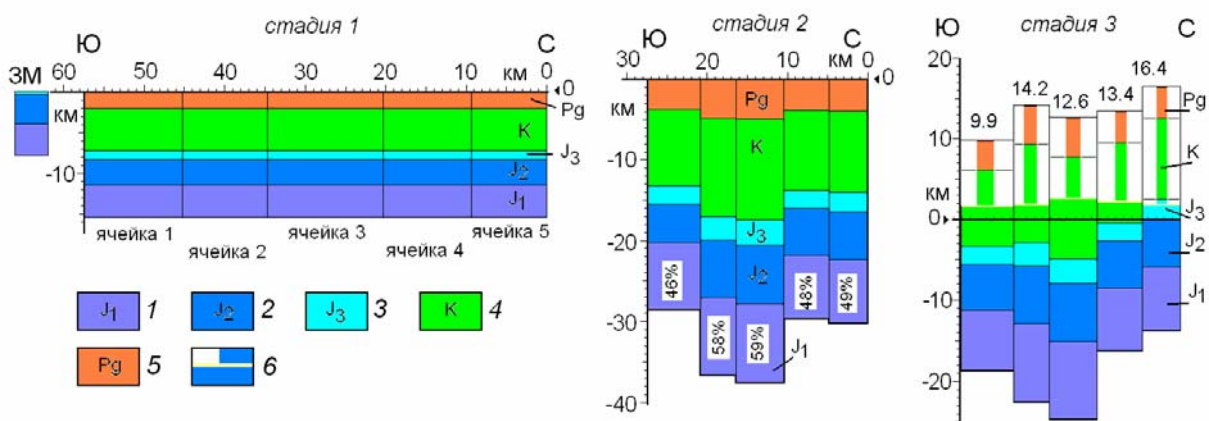 стадия 1
Ю С
ЗМ 60 50 40 30 20 10 км 0
0
км
-10
Pg
K
J3
J2
J1
ячейка 1 ячейка 2 ячейка 3 ячейка 4 ячейка 5
J1 1 J2 2 J3 3 K 4
Pg 5 6
стадия 2
Ю С
30 20 10 км 0
0
км
-10
-20
-30
-40
Pg
K
J3
J2
J1
46% 58% 59% 48% 49%
стадия 3
Ю С
20
10
км
0
-10
-20
9.9 14.2 12.6 13.4 16.4
Pg
K
J3
J2
J1